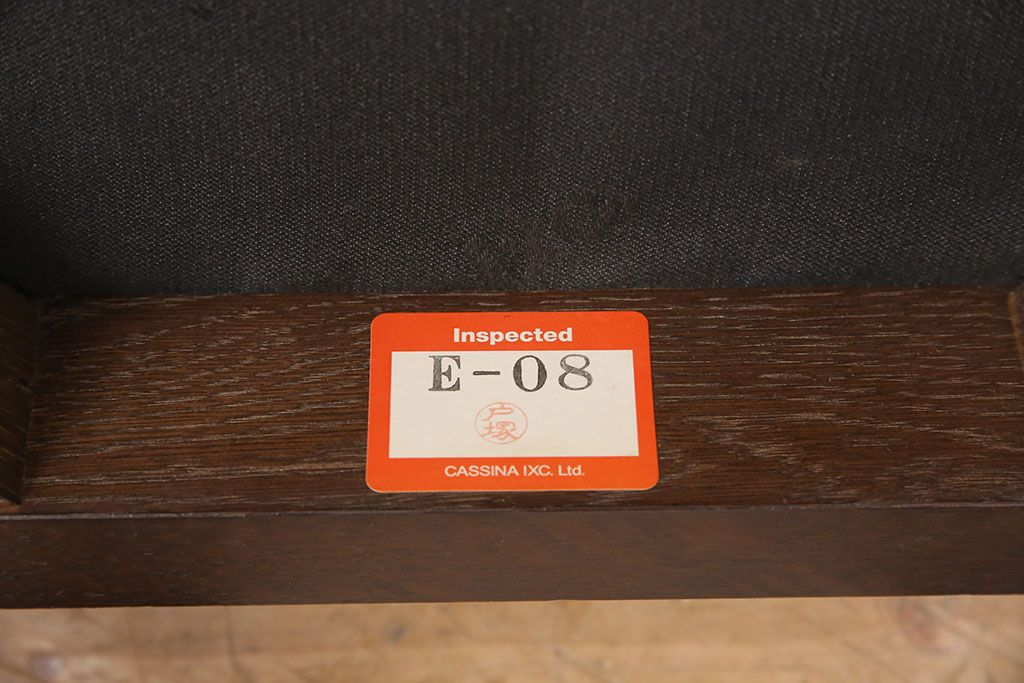 Inspected
E-08
戸塚
CASSINA IXC. Ltd.